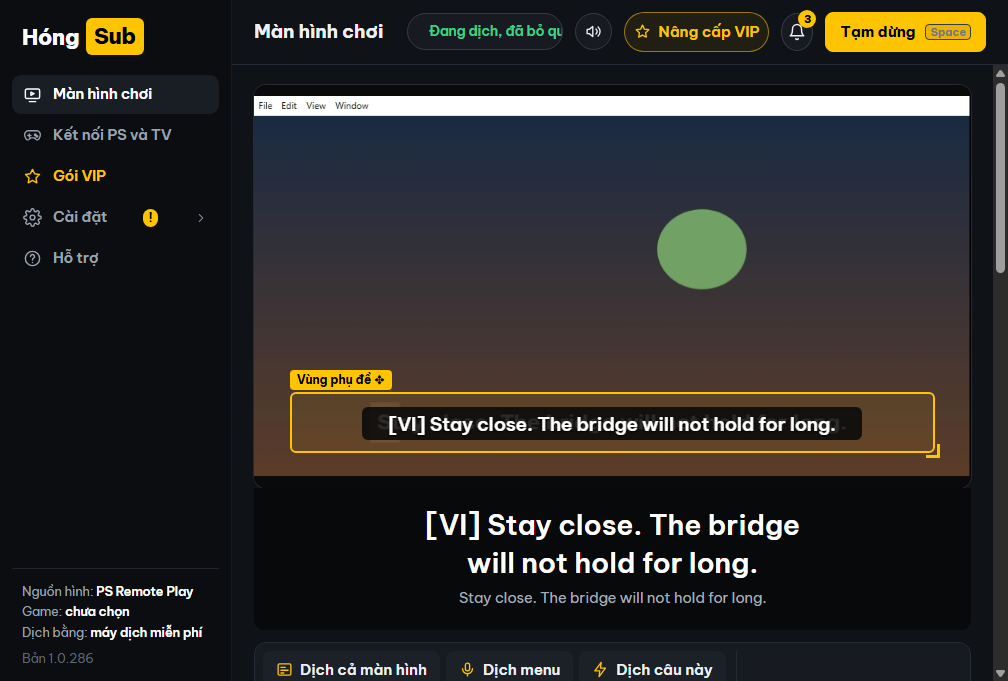 Hóng Sub
Màn hình chơi
Kết nối PS và TV
Gói VIP
Cài đặt !
Hỗ trợ
Nguồn hình: PS Remote Play
Game: chưa chọn
Dịch bằng: máy dịch miễn phí
Bản 1.0.286
Màn hình chơi
Đang dịch, đã bỏ
Nâng cấp VIP
3
Tạm dừng Space
File Edit View Window
Vùng phụ đề
[VI] Stay close. The bridge will not hold for long.
[VI] Stay close. The bridge
will not hold for long.
Stay close. The bridge will not hold for long.
Dịch cả màn hình
Dịch menu
Dịch câu này